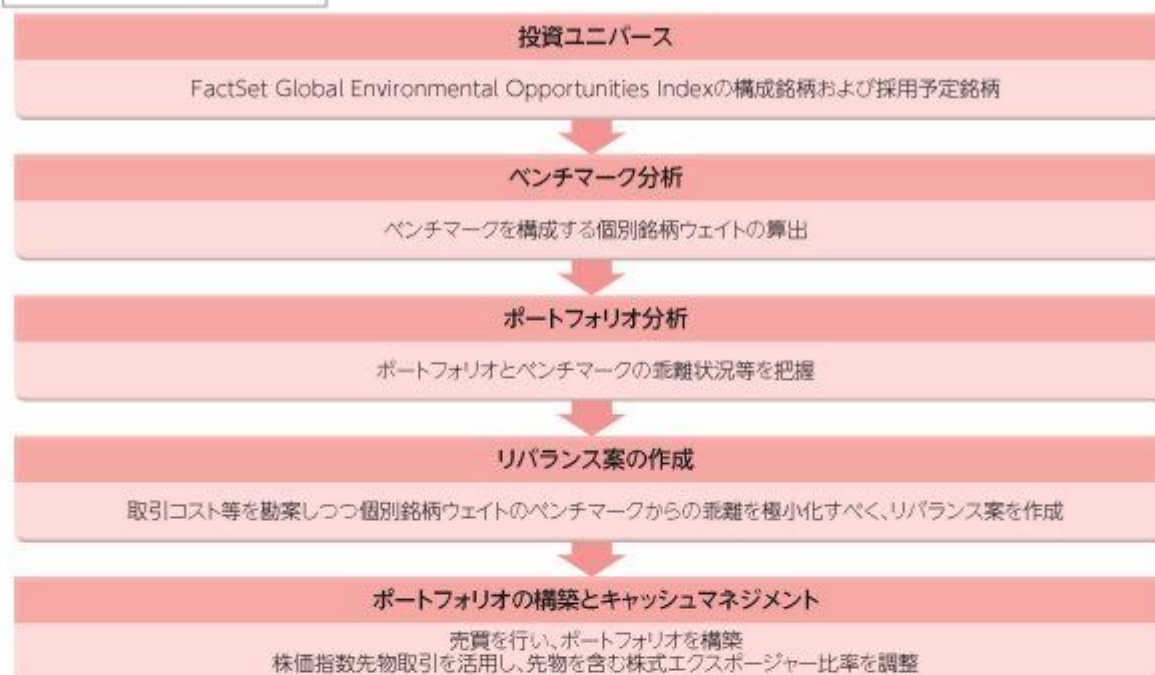 投資ユニバース
FactSet Global Environmental Opportunities Indexの構成銘柄および採用予定銘柄
ベンチマーク分析
ベンチマークを構成する個別銘柄ウェイトの算出
ポートフォリオ分析
ポートフォリオとベンチマークの乖離状況等を把握
リバランス案の作成
取引コスト等を勘案しつつ個別銘柄ウェイトのベンチマークからの乖離を極小化すべく、リバランス案を作成
ポートフォリオの構築とキャッシュマネジメント
売買を行い、ポートフォリオを構築
株価指数先物取引を活用し、先物を含む株式エクスポージャー比率を調整